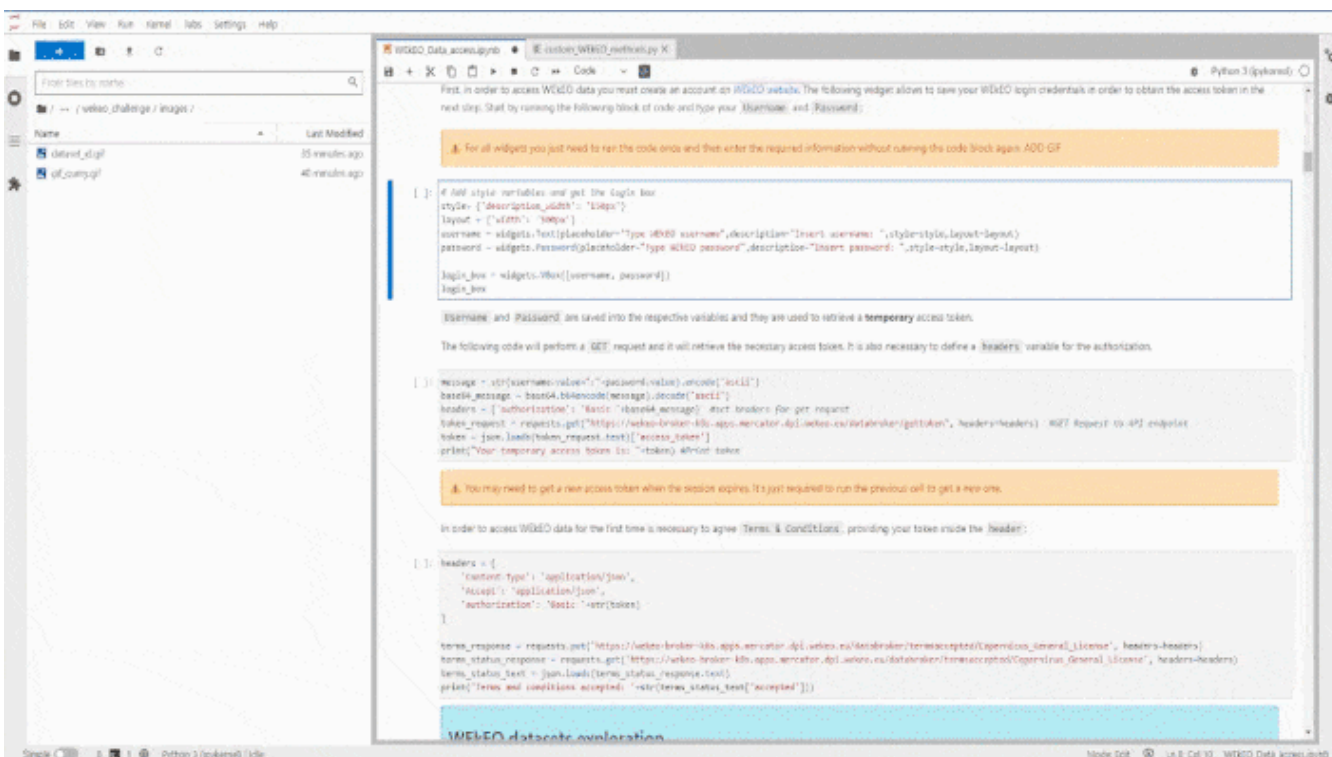 File Edit View Run Kernel Tabs Settings Help
WEkEO_Data_access.ipynb
custom_WEkEO_methods.py
Filter files by name
Code
Python 3 (ipykernel)
/ ··· / wekeo_challenge / images /
Name
Last Modified
dataset_id.gif
35 minutes ago
40 minutes ago
First, in order to access WEkEO data you must create an account on WEkEO website. The following widget allows to save your WEkEO login credentials in order to obtain the access token in the
next step. Start by running the following block of code and type your Username and Password:
For all widgets you just need to run the code once and then enter the required information without running the code block again. ADD GIF
[ ]: # Add style variables and get the login box
style= {'description_width': '150px'}
layout = {'width': '500px'}
username = widgets.Text(placeholder="Type WEkEO username",description="Insert username: ",style=style,layout=layout)
password = widgets.Password(placeholder="Type WEkEO password",description="Insert password: ",style=style,layout=layout)
login_box = widgets.VBox([username, password])
login_box
Username and Password are saved into the respective variables and they are used to retrieve a temporary access token.
The following code will perform a GET request and it will retrieve the necessary access token. It is also necessary to define a headers variable for the authorization.
[ ]: message = str(username.value+":"+password.value).encode("ascii")
base64_message = base64.b64encode(message).decode("ascii")
headers = {'authorization': 'Basic '+base64_message} #set headers for get request
token_request = requests.get("https://wekeo-broker-k8s.apps.mercator.dpi.wekeo.eu/databroker/gettoken", headers=headers) #GET Request to API endpoint
token = json.loads(token_request.text)['access_token']
print("Your temporary access token is: "+token) #Print token
You may need to get a new access token when the session expires. It's just required to run the previous cell to get a new one.
In order to access WEkEO data for the first time is necessary to agree Terms & Conditions providing your token inside the header:
[ ]: headers = {
'Content-Type': 'application/json',
'Accept': 'application/json',
'authorization': 'Basic '+str(token)
}
terms_response = requests.put('https://wekeo-broker-k8s.apps.mercator.dpi.wekeo.eu/databroker/termsaccepted/Copernicus_General_License', headers=headers)
terms_status_response = requests.get('https://wekeo-broker-k8s.apps.mercator.dpi.wekeo.eu/databroker/termsaccepted/Copernicus_General_License', headers=headers)
terms_status_text = json.loads(terms_status_response.text)
print('Terms and conditions accepted: '+str(terms_status_text["accepted"]))
WEkEO datasets exploration
Simple
Python 3 (ipykernel) | Idle
Mode: Edit
WEkEO_Data_access.ipynb